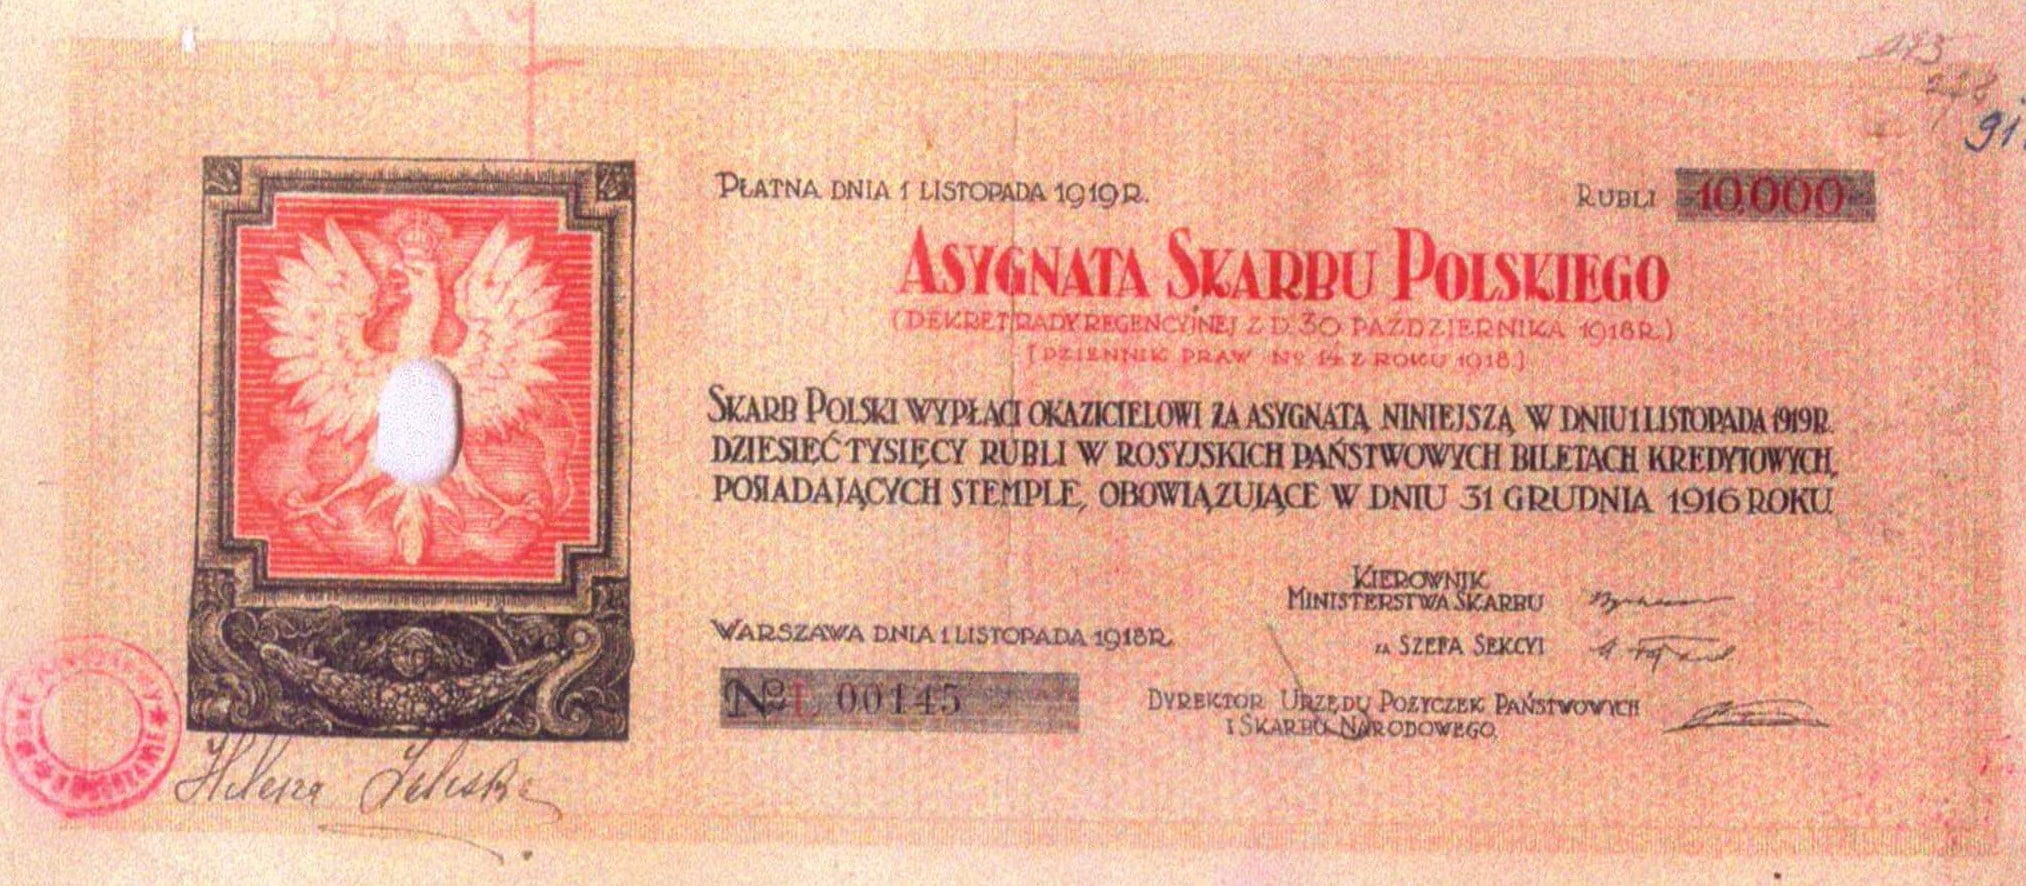 PŁATNA DNIA 1 LISTOPADA 1919 R.
RUBLI 10.000
ASYGNATA SKARBU POLSKIEGO
(DEKRET RADY REGENCYJNEJ Z D. 30 PAŹDZIERNIKA 1918 R.)
[DZIENNIK PRAW No 14 Z ROKU 1918.]
SKARB POLSKI WYPŁACI OKAZICIELOWI ZA ASYGNATĄ NINIEJSZĄ W DNIU 1 LISTOPADA 1919 R.
DZIESIĘĆ TYSIĘCY RUBLI W ROSYJSKICH PAŃSTWOWYCH BILETACH KREDYTOWYCH,
POSIADAJĄCYCH STEMPLE, OBOWIĄZUJĄCE W DNIU 31 GRUDNIA 1916 ROKU
KIEROWNIK
MINISTERSTWA SKARBU
WARSZAWA DNIA 1 LISTOPADA 1918 R.
ZA SZEFA SEKCYI
No L 00145
DYREKTOR URZĘDU POŻYCZEK PAŃSTWOWYCH
I SKARBU NARODOWEGO.
Helena